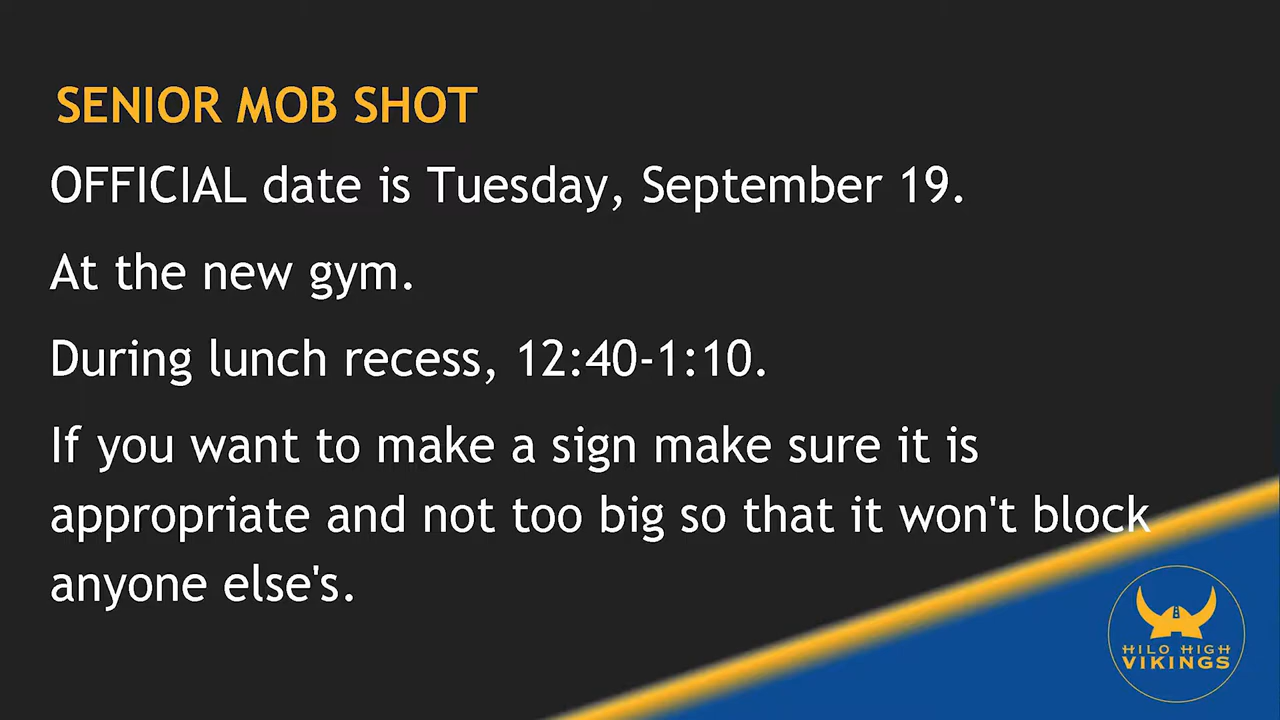 SENIOR MOB SHOT
OFFICIAL date is Tuesday, September 19.
At the new gym.
During lunch recess, 12:40-1:10.
If you want to make a sign make sure it is
appropriate and not too big so that it won't block
anyone else's.
HILO HIGH
VIKINGS